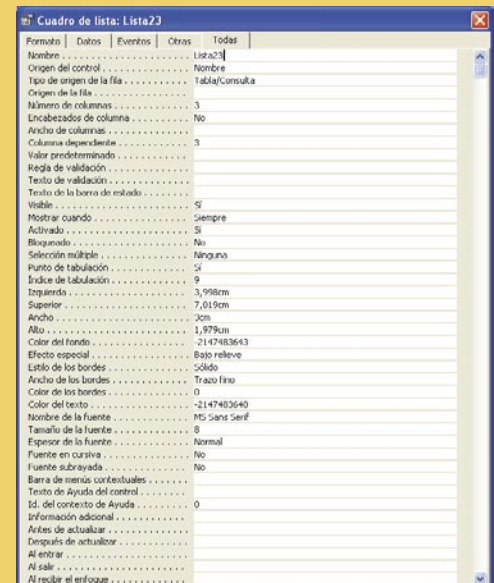 Cuadro de lista: Lista23
Formato Datos Eventos Otras Todas
Nombre . . . . . . . . . . . . . . . . . . . . . . Lista23
Origen del control . . . . . . . . . . . . . Nombre
Tipo de origen de la fila . . . . . . . . Tabla/Consulta
Origen de la fila . . . . . . . . . . . . . . .
Número de columnas . . . . . . . . . . . 3
Encabezados de columna . . . . . . . No
Ancho de columnas . . . . . . . . . . . .
Columna dependiente . . . . . . . . . . 3
Valor predeterminado . . . . . . . . . .
Regla de validación . . . . . . . . . . . .
Texto de validación . . . . . . . . . . . .
Texto de la barra de estado . . . . .
Visible . . . . . . . . . . . . . . . . . . . . . . Sí
Mostrar cuando . . . . . . . . . . . . . . . Siempre
Activado . . . . . . . . . . . . . . . . . . . . Sí
Bloqueado . . . . . . . . . . . . . . . . . . . No
Selección múltiple . . . . . . . . . . . . . Ninguna
Punto de tabulación . . . . . . . . . . . Sí
Índice de tabulación . . . . . . . . . . . 9
Izquierda . . . . . . . . . . . . . . . . . . . . 3,998cm
Superior . . . . . . . . . . . . . . . . . . . . . 7,019cm
Ancho . . . . . . . . . . . . . . . . . . . . . . 3cm
Alto . . . . . . . . . . . . . . . . . . . . . . . . 1,979cm
Color del fondo . . . . . . . . . . . . . . . -2147483643
Efecto especial . . . . . . . . . . . . . . . Bajo relieve
Estilo de los bordes . . . . . . . . . . . . Sólido
Ancho de los bordes . . . . . . . . . . . Trazo fino
Color de los bordes . . . . . . . . . . . . 0
Color del texto . . . . . . . . . . . . . . . -2147483640
Nombre de la fuente . . . . . . . . . . . MS Sans Serif
Tamaño de la fuente . . . . . . . . . . . 8
Espesor de la fuente . . . . . . . . . . . Normal
Fuente en cursiva . . . . . . . . . . . . . No
Fuente subrayada . . . . . . . . . . . . . No
Barra de menús contextuales . . . . . . .
Texto de Ayuda del control . . . . . . .
Id. del contexto de Ayuda . . . . . . . 0
Información adicional . . . . . . . . . . . .
Antes de actualizar . . . . . . . . . . . . .
Después de actualizar . . . . . . . . . . .
Al entrar . . . . . . . . . . . . . . . . . . . .
Al salir . . . . . . . . . . . . . . . . . . . . . .
Al recibir el enfoque . . . . . . . . . . . .